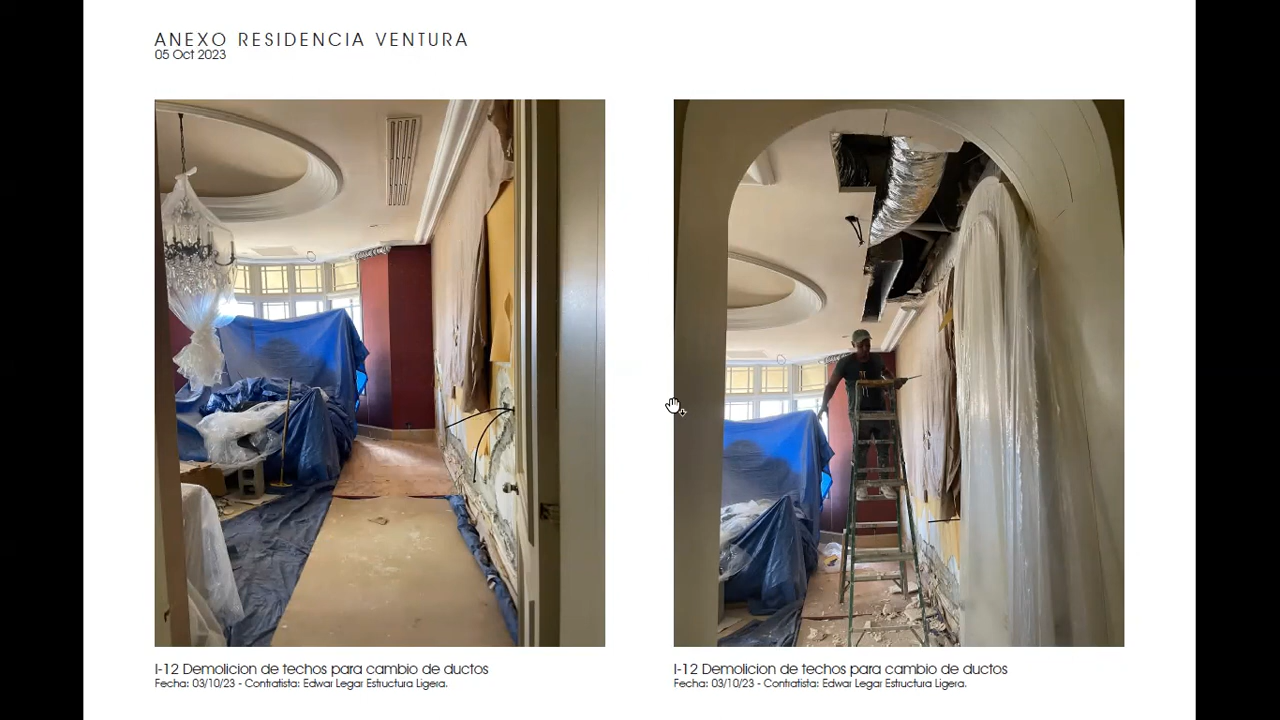 ANEXO RESIDENCIA VENTURA
05 Oct 2023
I-12 Demolicion de techos para cambio de ductos
Fecha: 03/10/23 - Contratista: Edwar Legar Estructura Ligera.
I-12 Demolicion de techos para cambio de ductos
Fecha: 03/10/23 - Contratista: Edwar Legar Estructura Ligera.